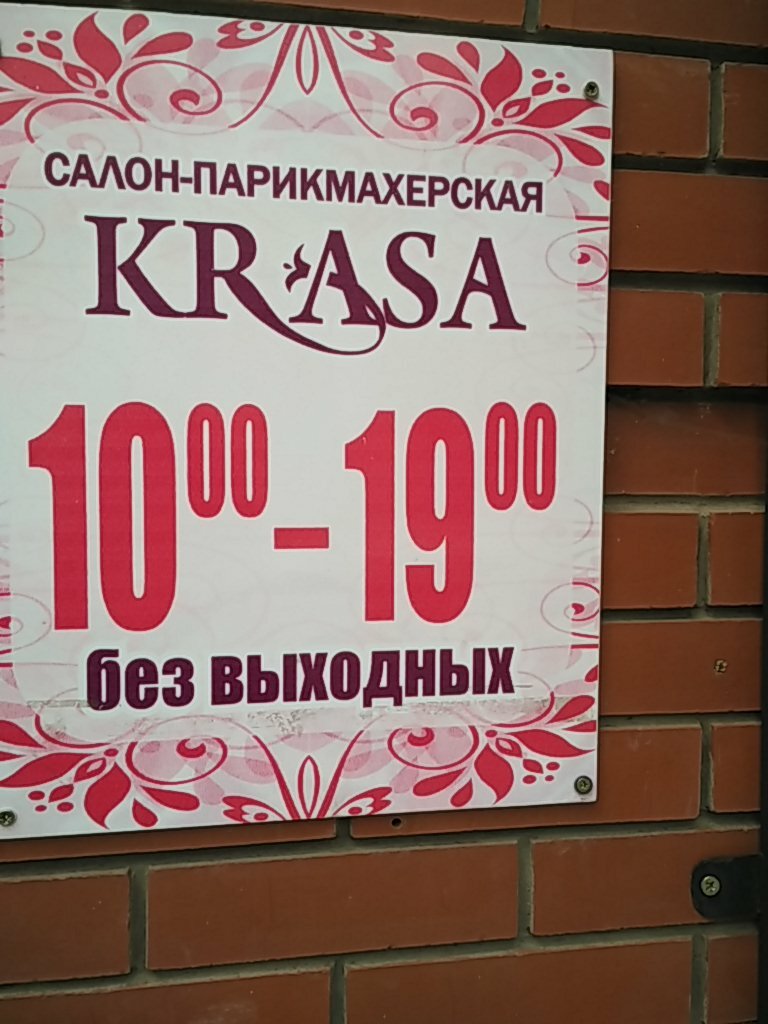 САЛОН-ПАРИКМАХЕРСКАЯ
KRASA
10⁰⁰-19⁰⁰
без выходных